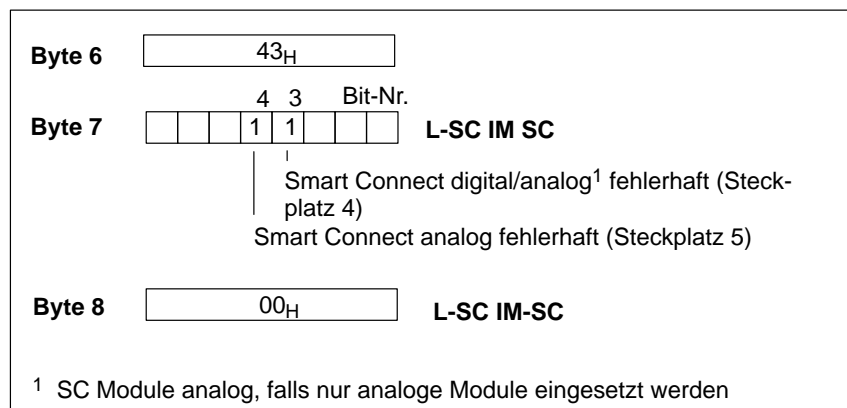 Byte 6 43H
4 3 Bit-Nr.
Byte 7 1 1 L-SC IM SC
Smart Connect digital/analog1 fehlerhaft (Steck-
platz 4)
Smart Connect analog fehlerhaft (Steckplatz 5)
Byte 8 00H L-SC IM-SC
1 SC Module analog, falls nur analoge Module eingesetzt werden